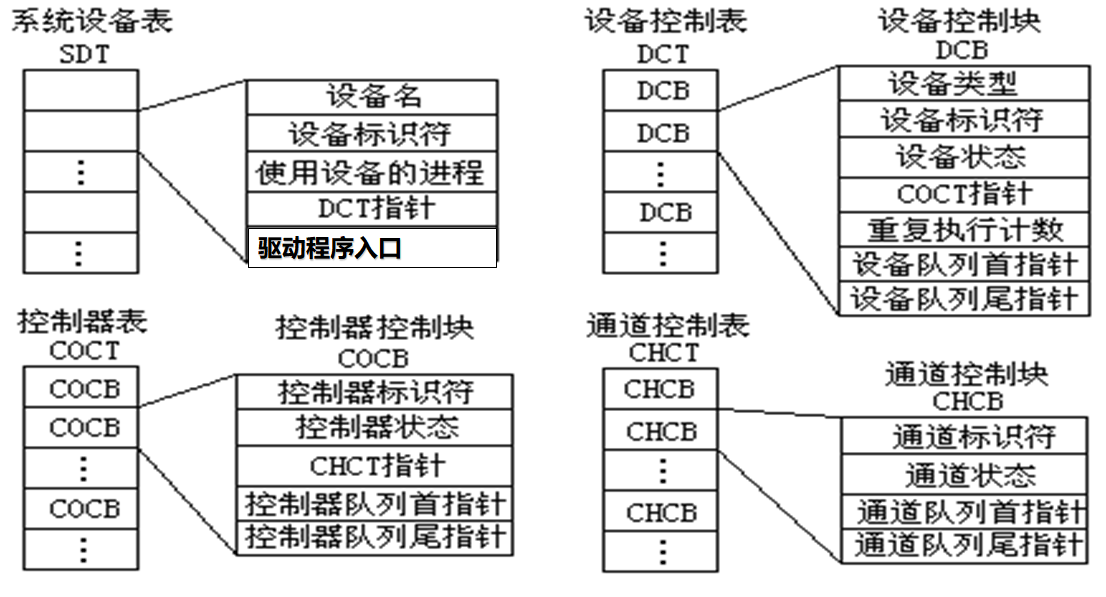 系统设备表
SDT
⋮
⋮
设备名
设备标识符
使用设备的进程
DCT指针
驱动程序入口
设备控制表
DCT
DCB
DCB
⋮
DCB
⋮
设备控制块
DCB
设备类型
设备标识符
设备状态
COCT指针
重复执行计数
设备队列首指针
设备队列尾指针
控制器表
COCT
COCB
COCB
⋮
COCB
⋮
控制器控制块
COCB
控制器标识符
控制器状态
CHCT指针
控制器队列首指针
控制器队列尾指针
通道控制表
CHCT
CHCB
CHCB
⋮
CHCB
⋮
通道控制块
CHCB
通道标识符
通道状态
通道队列首指针
通道队列尾指针